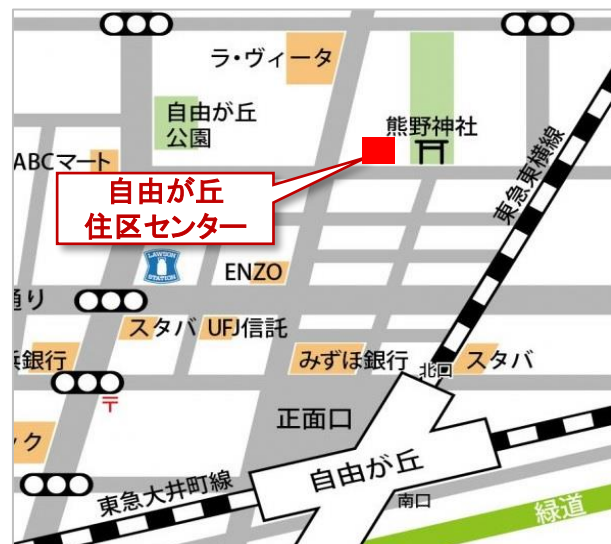 ラ・ヴィータ
自由が丘
公園
熊野神社
ABCマート
東急東横線
自由が丘
住区センター
LAWSON
STATION
ENZO
通り
スタバ
UFJ信託
浜銀行
みずほ銀行
北口
スタバ
〒
正面口
ック
自由が丘
東急大井町線
南口
緑道